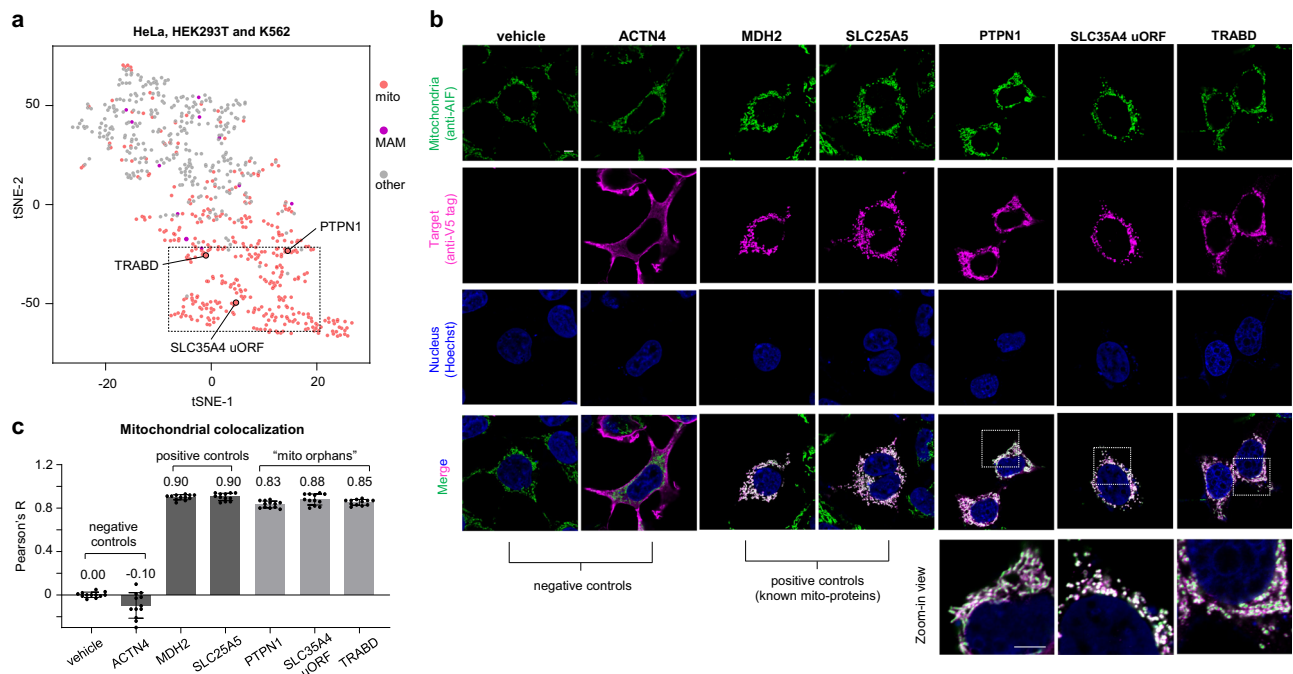 a
HeLa, HEK293T and K562
50
0
-50
tSNE-2
-20
0
20
tSNE-1
mito
MAM
other
PTPN1
TRABD
SLC35A4 uORF
b
vehicle
ACTN4
MDH2
SLC25A5
PTPN1
SLC35A4 uORF
TRABD
Mitochondria
(anti-AIF)
Target
(anti-V5 tag)
Nucleus
(Hoechst)
Merge
negative controls
positive controls
(known mito-proteins)
Zoom-in view
c
Mitochondrial colocalization
1.2
0.8
0.4
0
Pearson's R
negative
controls
positive controls
“mito orphans”
0.00
-0.10
0.90
0.90
0.83
0.88
0.85
vehicle
ACTN4
MDH2
SLC25A5
PTPN1
SLC35A4
uORF
TRABD